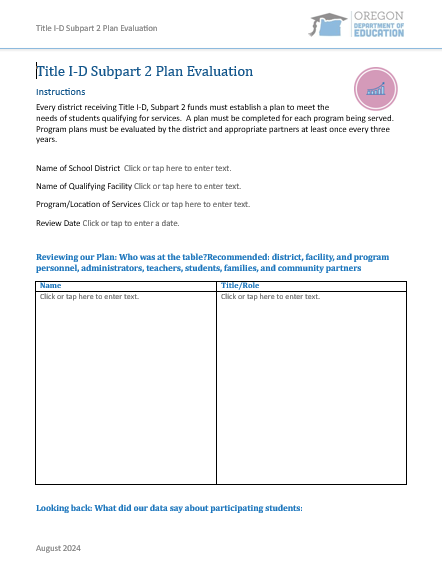 Title I-D Subpart 2 Plan Evaluation
OREGON
DEPARTMENT OF
EDUCATION
Title I-D Subpart 2 Plan Evaluation
Instructions
Every district receiving Title I-D, Subpart 2 funds must establish a plan to meet the
needs of students qualifying for services.  A plan must be completed for each program being served.
Program plans must be evaluated by the district and appropriate partners at least once every three
years.
Name of School District  Click or tap here to enter text.
Name of Qualifying Facility Click or tap here to enter text.
Program/Location of Services Click or tap here to enter text.
Review Date Click or tap to enter a date.
Reviewing our Plan: Who was at the table?Recommended: district, facility, and program
personnel, administrators, teachers, students, families, and community partners
Name Title/Role
Click or tap here to enter text. Click or tap here to enter text.
Looking back: What did our data say about participating students:
August 2024